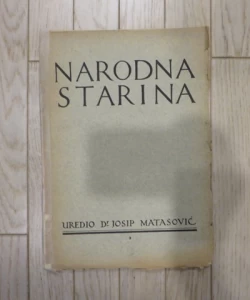 NARODNA
STARINA
UREDIO Dr JOSIP MATASOVIĆ